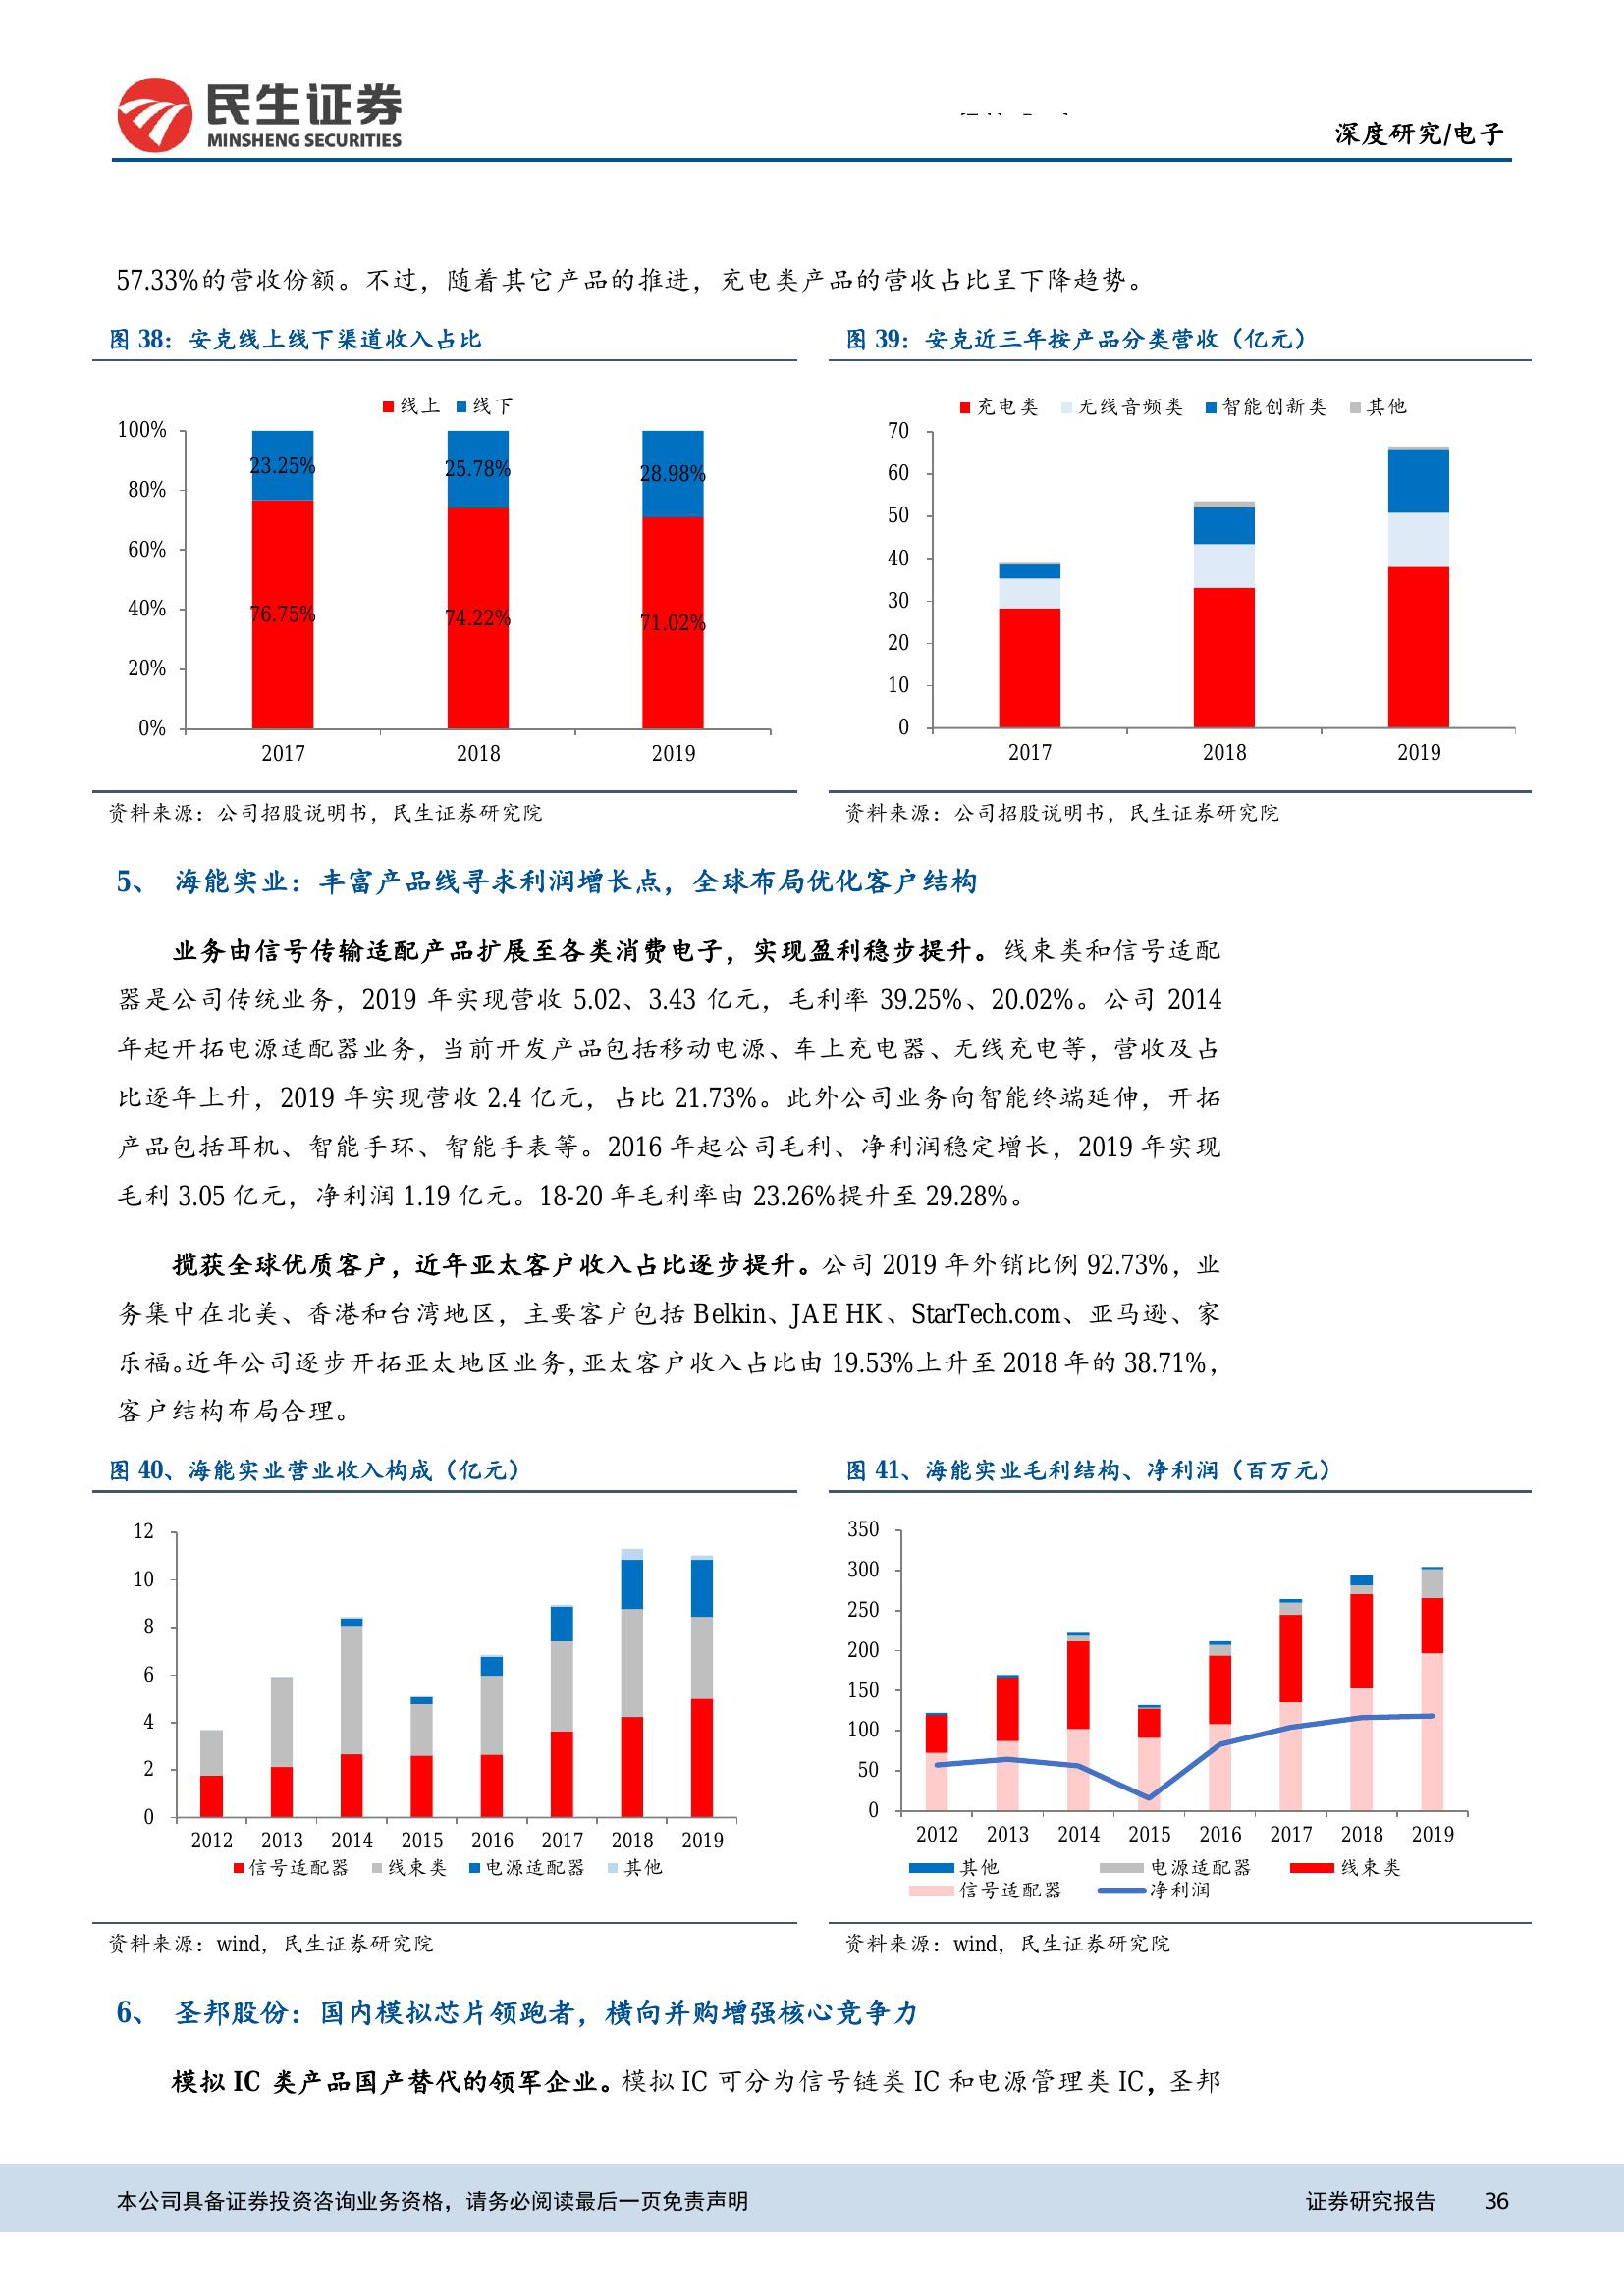 民生证券
MINSHENG SECURITIES
深度研究/电子
57.33%的营收份额。不过，随着其它产品的推进，充电类产品的营收占比呈下降趋势。
图 38：安克线上线下渠道收入占比
线上 线下
100%
80%
60%
40%
20%
0%
23.25% 25.78% 28.98%
76.75% 74.22% 71.02%
2017 2018 2019
资料来源：公司招股说明书，民生证券研究院
图 39：安克近三年按产品分类营收（亿元）
充电类 无线音频类 智能创新类 其他
70
60
50
40
30
20
10
0
2017 2018 2019
资料来源：公司招股说明书，民生证券研究院
5、 海能实业：丰富产品线寻求利润增长点，全球布局优化客户结构
业务由信号传输适配产品扩展至各类消费电子，实现盈利稳步提升。线束类和信号适配
器是公司传统业务，2019 年实现营收 5.02、3.43 亿元，毛利率 39.25%、20.02%。公司 2014
年起开拓电源适配器业务，当前开发产品包括移动电源、车上充电器、无线充电等，营收及占
比逐年上升，2019 年实现营收 2.4 亿元，占比 21.73%。此外公司业务向智能终端延伸，开拓
产品包括耳机、智能手环、智能手表等。2016 年起公司毛利、净利润稳定增长，2019 年实现
毛利 3.05 亿元，净利润 1.19 亿元。18-20 年毛利率由 23.26%提升至 29.28%。
揽获全球优质客户，近年亚太客户收入占比逐步提升。公司 2019 年外销比例 92.73%，业
务集中在北美、香港和台湾地区，主要客户包括 Belkin、JAE HK、StarTech.com、亚马逊、家
乐福。近年公司逐步开拓亚太地区业务，亚太客户收入占比由 19.53%上升至 2018 年的 38.71%，
客户结构布局合理。
图 40、海能实业营业收入构成（亿元）
12
10
8
6
4
2
0
2012 2013 2014 2015 2016 2017 2018 2019
信号适配器 线束类 电源适配器 其他
资料来源：wind，民生证券研究院
图 41、海能实业毛利结构、净利润（百万元）
350
300
250
200
150
100
50
0
2012 2013 2014 2015 2016 2017 2018 2019
其他 电源适配器 线束类
信号适配器 净利润
资料来源：wind，民生证券研究院
6、 圣邦股份：国内模拟芯片领跑者，横向并购增强核心竞争力
模拟 IC 类产品国产替代的领军企业。模拟 IC 可分为信号链类 IC 和电源管理类 IC，圣邦
本公司具备证券投资咨询业务资格，请务必阅读最后一页免责声明
证券研究报告 36